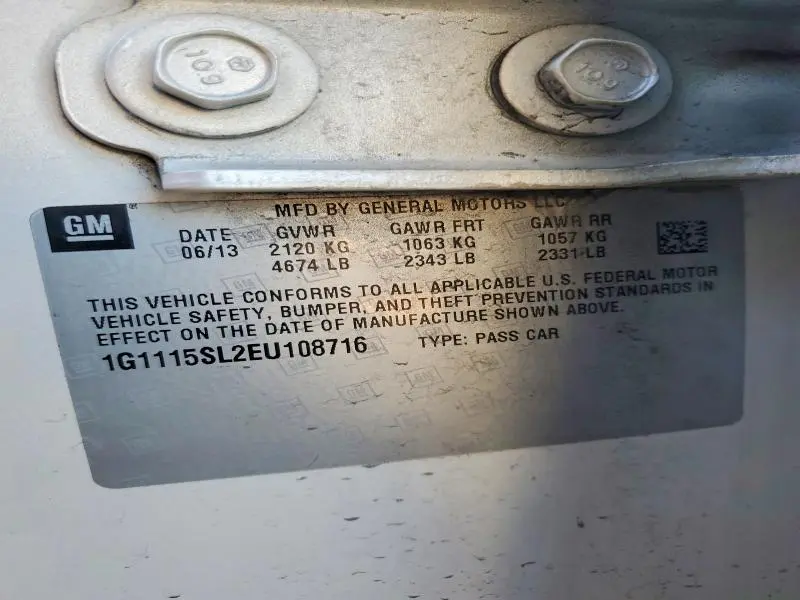 109
109
GM
MFD BY GENERAL MOTORS LLC
DATE GVWR GAWR FRT GAWR RR
06/13 2120 KG 1063 KG 1057 KG
4674 LB 2343 LB 2331 LB
THIS VEHICLE CONFORMS TO ALL APPLICABLE U.S. FEDERAL MOTOR
VEHICLE SAFETY, BUMPER, AND THEFT PREVENTION STANDARDS IN
EFFECT ON THE DATE OF MANUFACTURE SHOWN ABOVE.
1G1115SL2EU108716 TYPE: PASS CAR